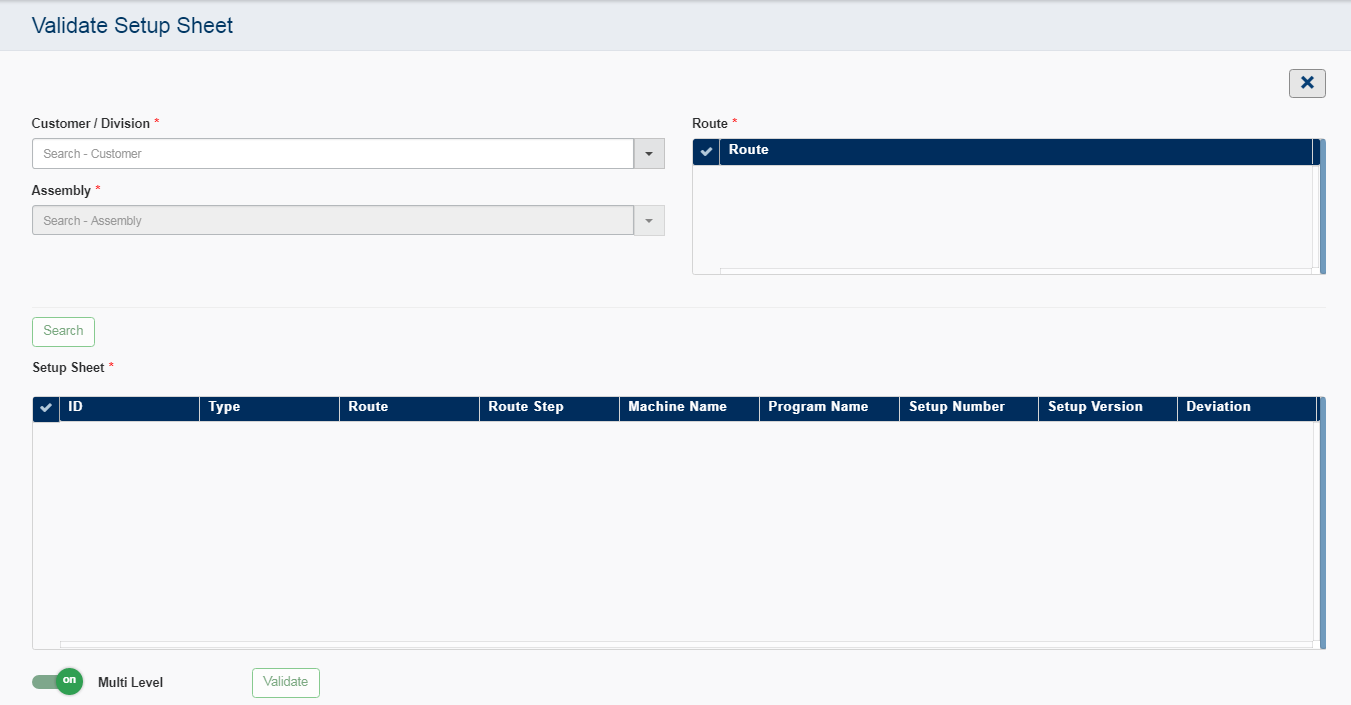 Validate Setup Sheet
Customer / Division *
Search - Customer
Assembly *
Search - Assembly
Route *
Route
Search
Setup Sheet *
ID Type Route Route Step Machine Name Program Name Setup Number Setup Version Deviation
on Multi Level Validate